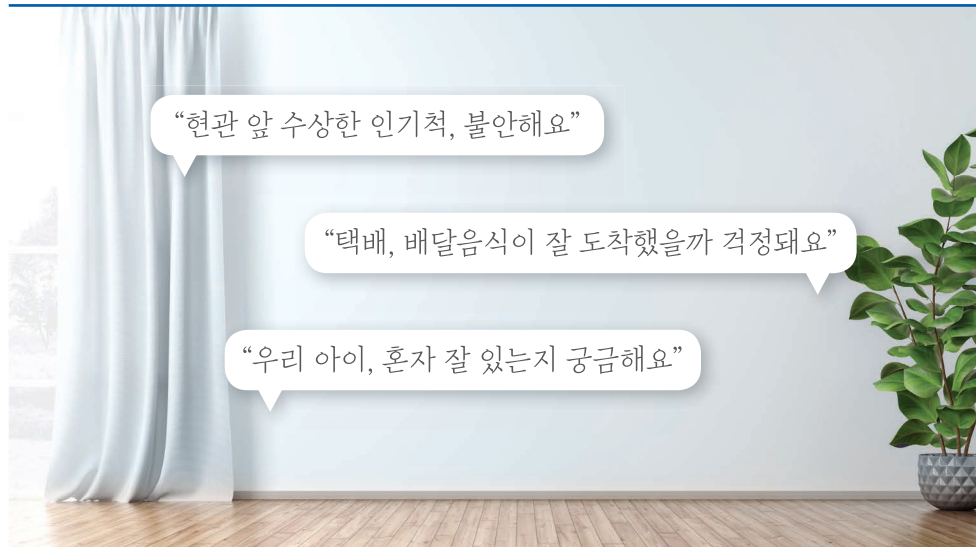 “현관 앞 수상한 인기척, 불안해요”
“택배, 배달음식이 잘 도착했을까 걱정돼요”
“우리 아이, 혼자 잘 있는지 궁금해요”